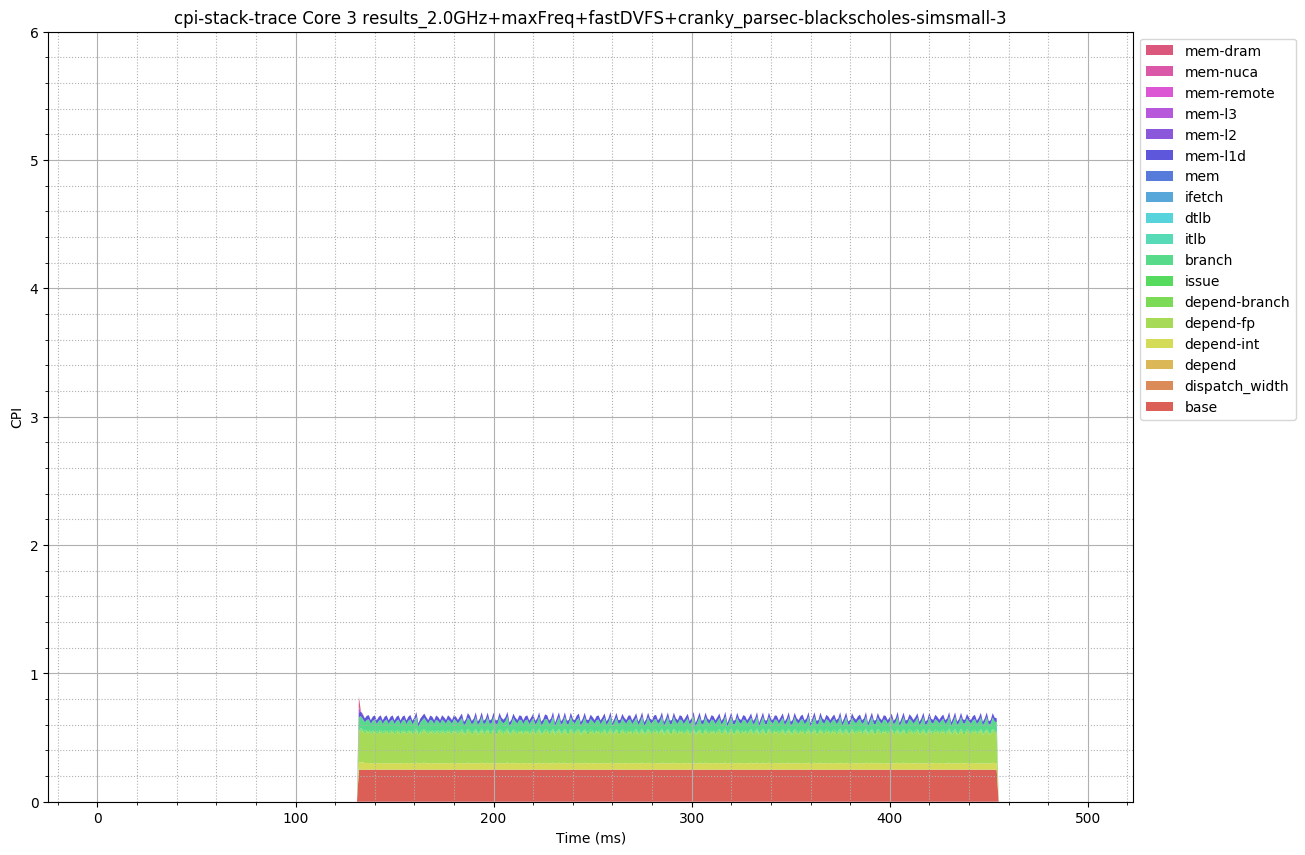 cpi-stack-trace Core 3 results_2.0GHz+maxFreq+fastDVFS+cranky_parsec-blackscholes-simsmall-3
6
5
4
3
2
1
0
CPI
0 100 200 300 400 500
Time (ms)
mem-dram
mem-nuca
mem-remote
mem-l3
mem-l2
mem-l1d
mem
ifetch
dtlb
itlb
branch
issue
depend-branch
depend-fp
depend-int
depend
dispatch_width
base